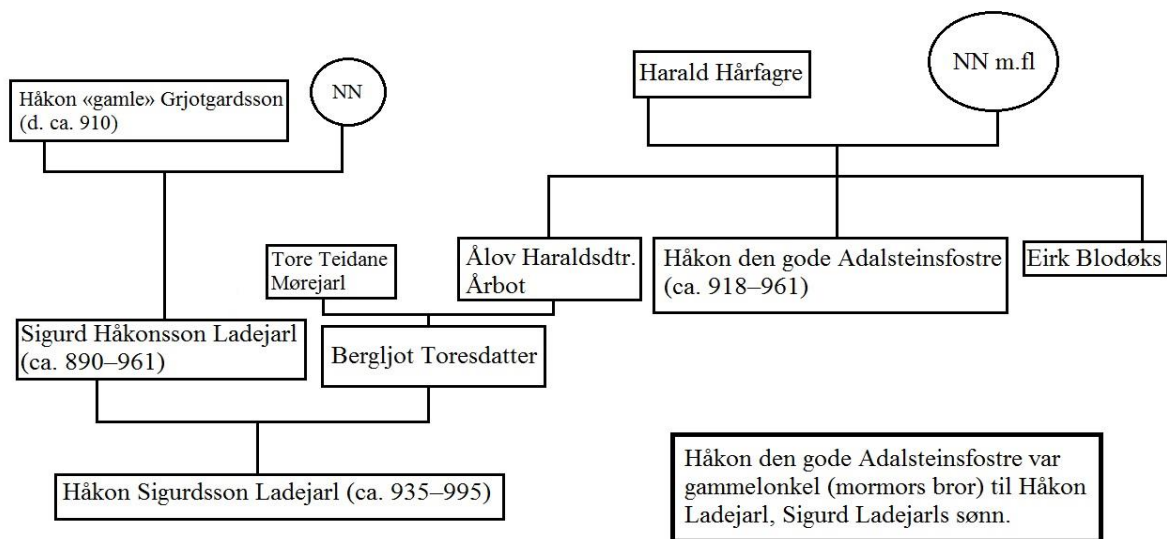 Håkon «gamle» Grjotgardsson
(d. ca. 910)
NN
Harald Hårfagre
NN m.fl
Tore Teidane
Mørejarl
Ålov Haraldsdtr.
Årbot
Håkon den gode Adalsteinsfostre
(ca. 918–961)
Eirk Blodøks
Sigurd Håkonsson Ladejarl
(ca. 890–961)
Bergljot Toresdatter
Håkon Sigurdsson Ladejarl (ca. 935–995)
Håkon den gode Adalsteinsfostre var
gammelonkel (mormors bror) til Håkon
Ladejarl, Sigurd Ladejarls sønn.